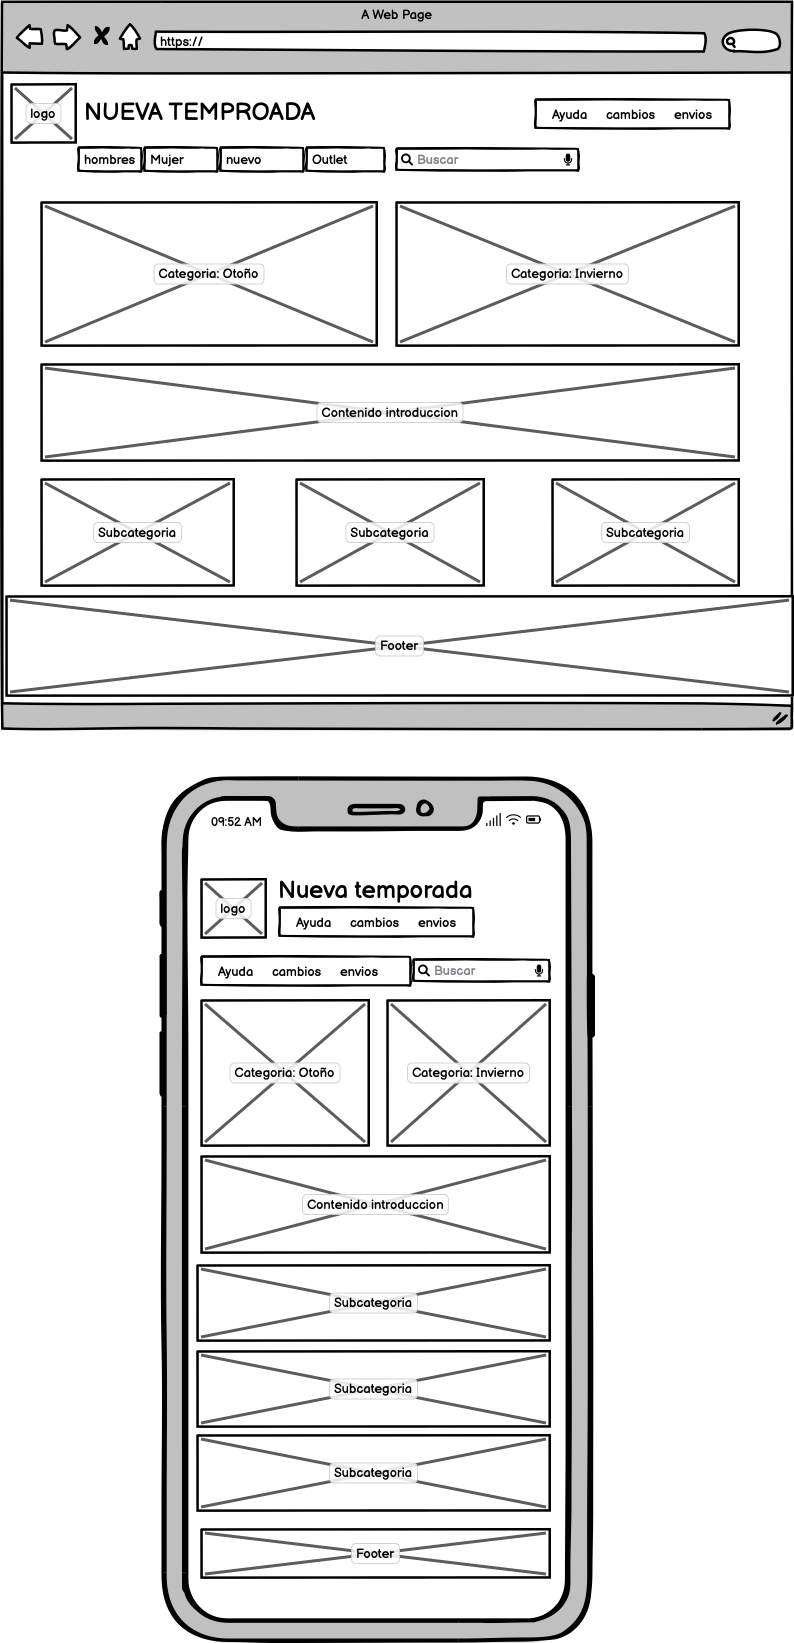 A Web Page
https://
logo
NUEVA TEMPROADA
Ayuda cambios envios
hombres Mujer nuevo Outlet Buscar
Categoria: Otoño Categoria: Invierno
Contenido introduccion
Subcategoria Subcategoria Subcategoria
Footer
09:52 AM
logo
Nueva temporada
Ayuda cambios envios
Ayuda cambios envios Buscar
Categoria: Otoño Categoria: Invierno
Contenido introduccion
Subcategoria
Subcategoria
Subcategoria
Footer